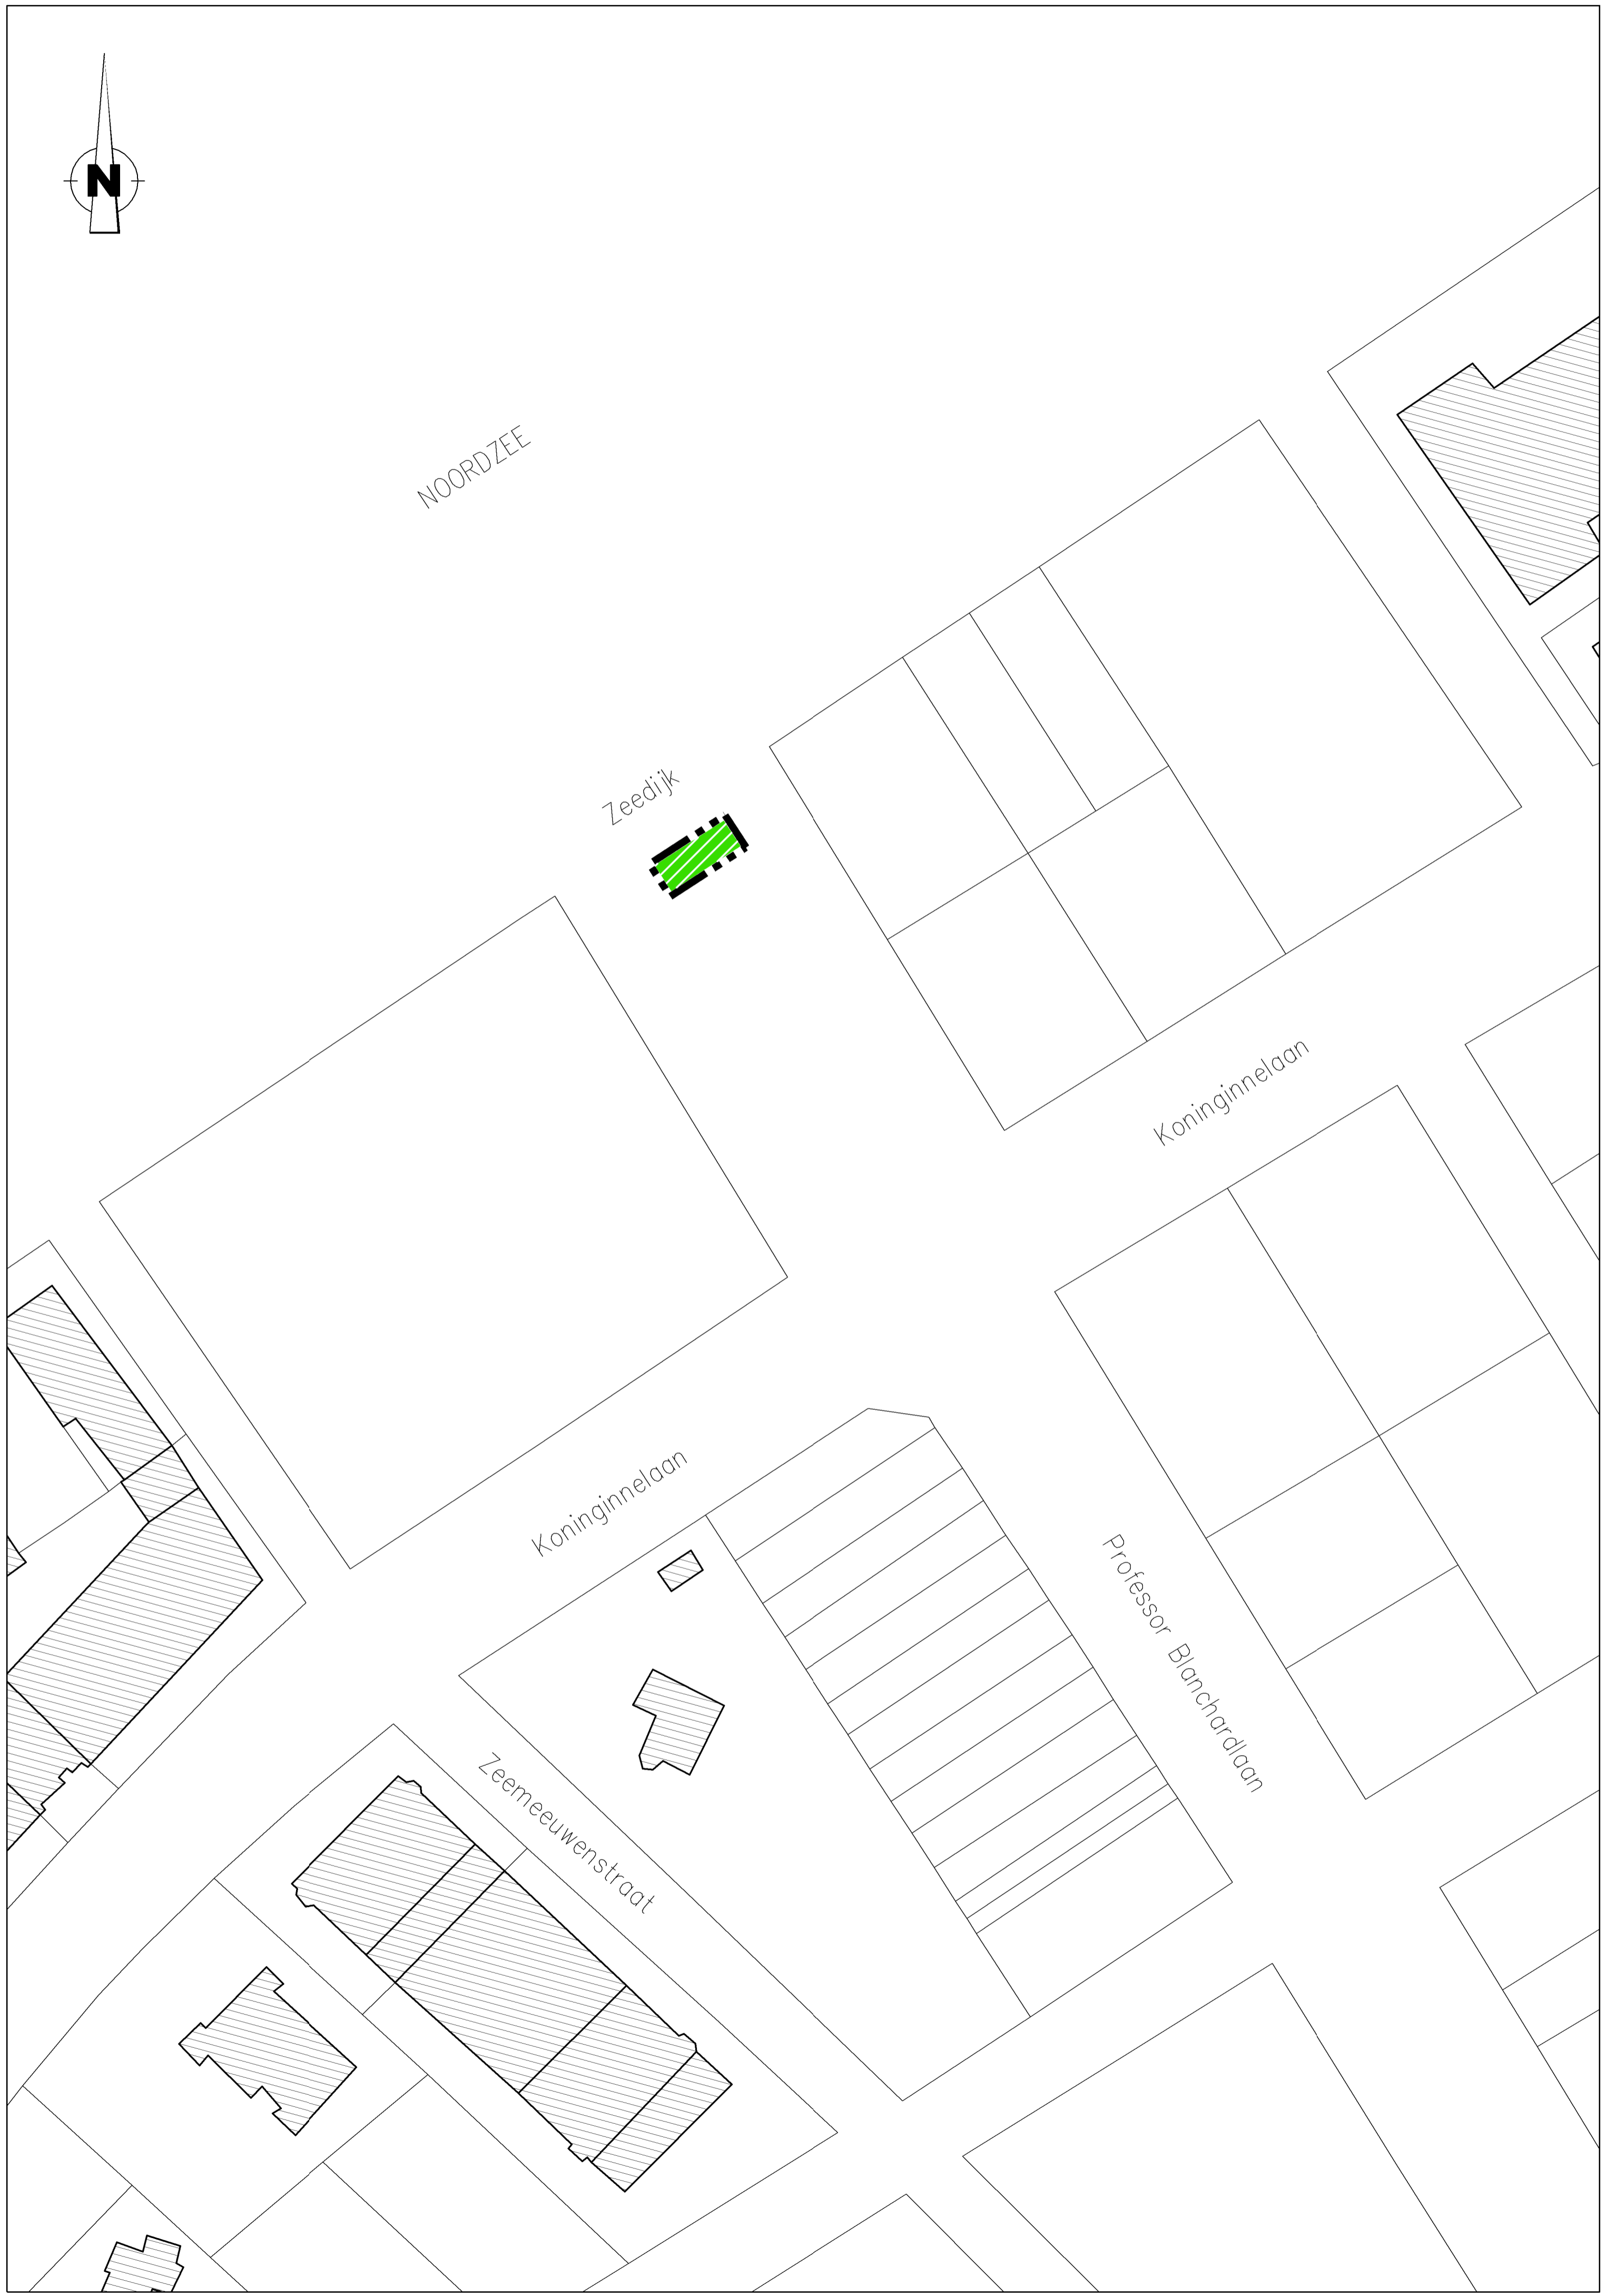 N
NOORDZEE
Zeedijk
Koninginnelaan
Koninginnelaan
Professor Blanchardlaan
Zeemeeuwenstraat